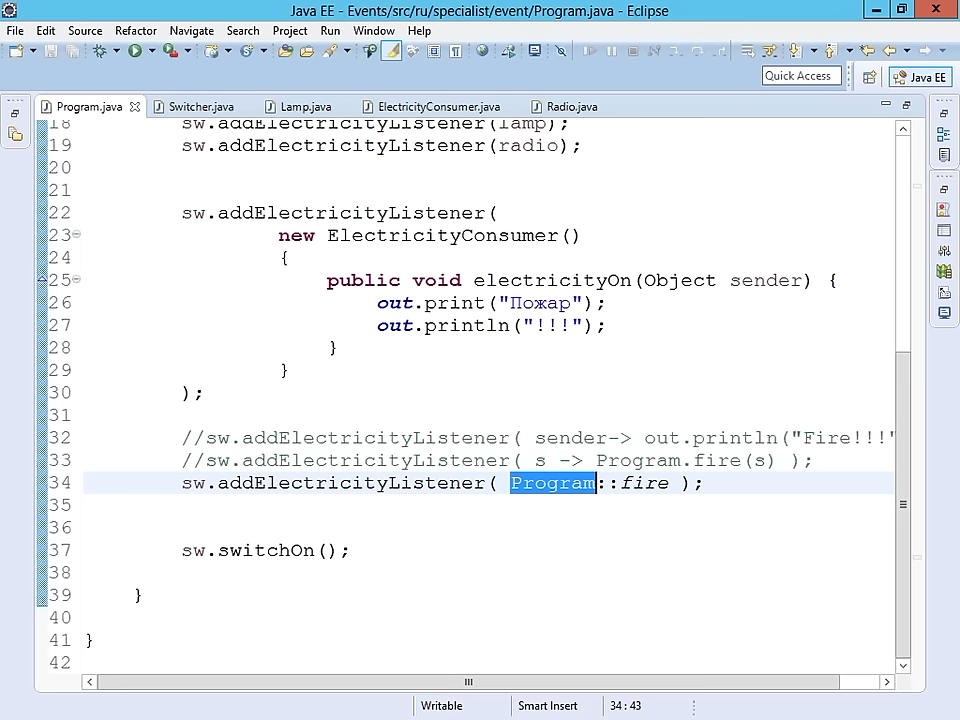 Java EE - Events/src/ru/specialist/event/Program.java - Eclipse
File Edit Source Refactor Navigate Search Project Run Window Help
Quick Access
Java EE
Program.java Switcher.java Lamp.java ElectricityConsumer.java Radio.java
18 sw.addElectricityListener(lamp);
19 sw.addElectricityListener(radio);
20
21
22 sw.addElectricityListener(
23 new ElectricityConsumer()
24 {
25 public void electricityOn(Object sender) {
26 out.print("Пожар");
27 out.println("!!!");
28 }
29 }
30 );
31
32 //sw.addElectricityListener( sender-> out.println("Fire!!!"
33 //sw.addElectricityListener( s -> Program.fire(s) );
34 sw.addElectricityListener( Program::fire );
35
36
37 sw.switchOn();
38
39 }
40
41 }
42
Writable Smart Insert 34 : 43